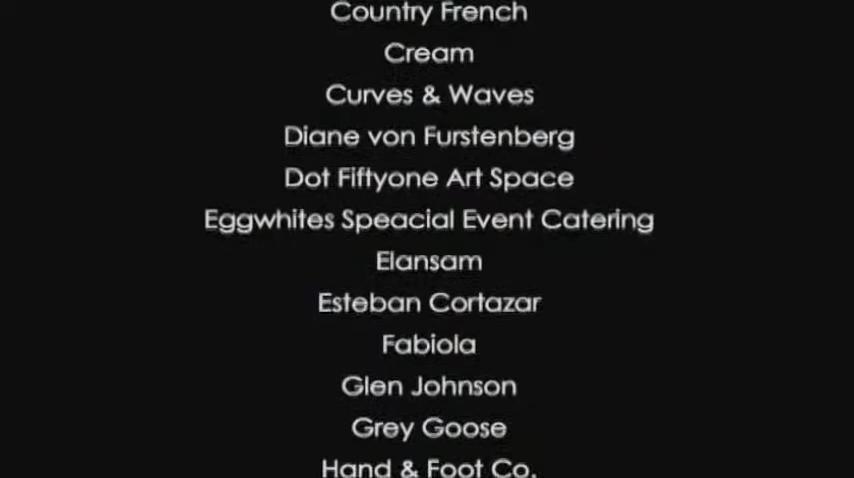 Country French
Cream
Curves & Waves
Diane von Furstenberg
Dot Fiftyone Art Space
Eggwhites Speacial Event Catering
Elansam
Esteban Cortazar
Fabiola
Glen Johnson
Grey Goose
Hand & Foot Co.